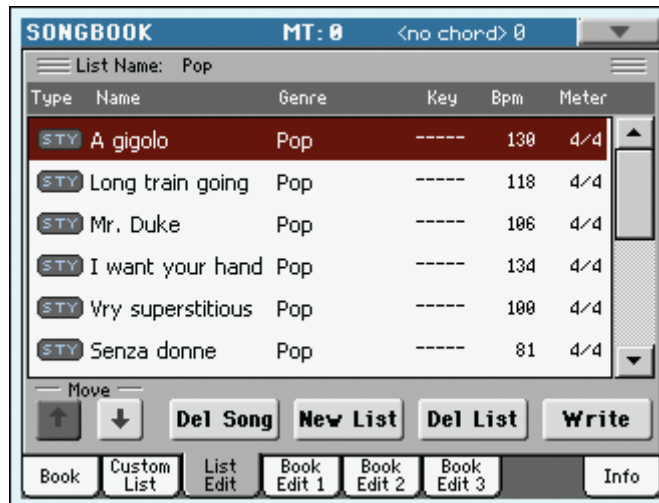 SONGBOOK MT: 0 <no chord> 0
List Name: Pop
Type Name Genre Key Bpm Meter
STY A gigolo Pop ----- 130 4/4
STY Long train going Pop ----- 118 4/4
STY Mr. Duke Pop ----- 106 4/4
STY I want your hand Pop ----- 134 4/4
STY Vry superstitious Pop ----- 100 4/4
STY Senza donne Pop ----- 81 4/4
Move
Del Song New List Del List Write
Book Custom List List Edit Book Edit 1 Book Edit 2 Book Edit 3 Info